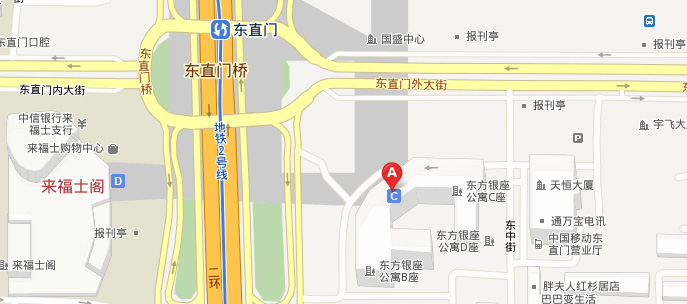 东直门
东直门口腔
国盛中心
报刊亭
报刊亭
东直门桥
东直门桥
东直门内大街
东直门外大街
报刊亭
中信银行来
福士支行
宇飞大
P
地铁2号线
来福士购物中心
来福士阁
D
A
C
东方银座
公寓C座
天恒大厦
通万宝电讯
东中街
报刊亭
东方银座
公寓D座
中国移动东
直门营业厅
来福士阁
东方银座
公寓B座
二环
胖夫人红杉居店
巴巴变生活